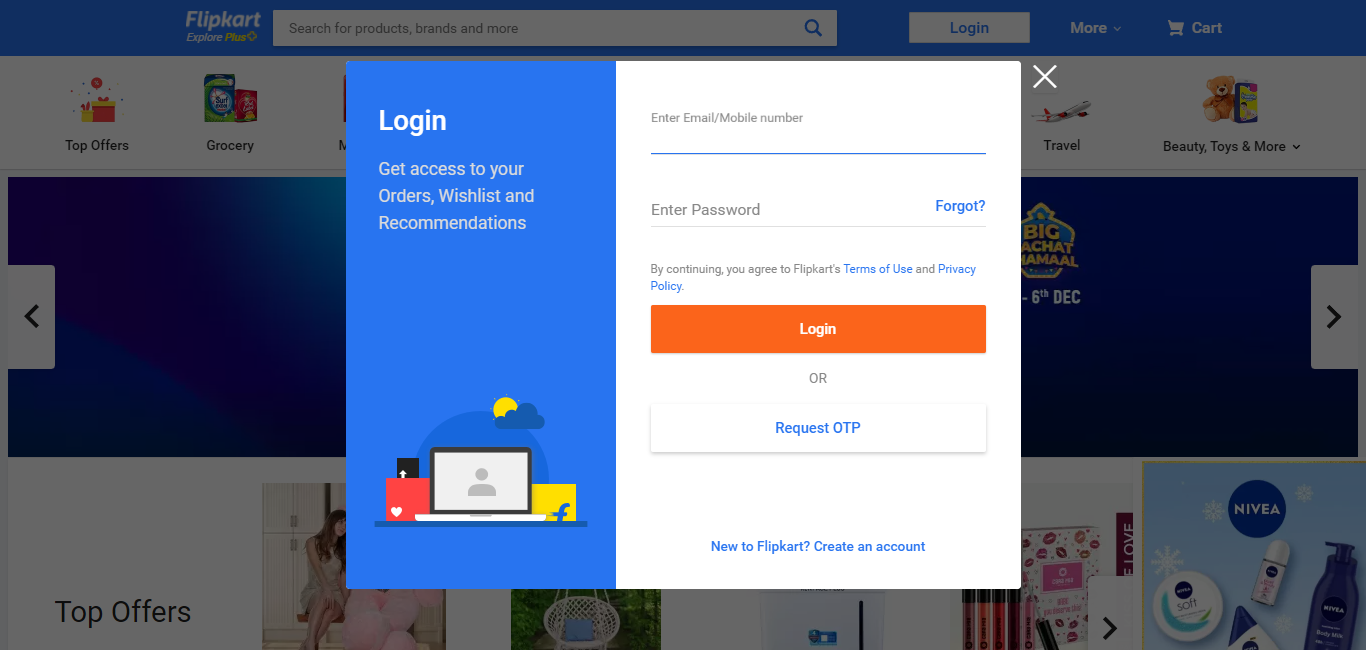 Flipkart
Explore Plus
Search for products, brands and more
Login
More
Cart
Top Offers
Grocery
M
Travel
Beauty, Toys & More
Login
Get access to your
Orders, Wishlist and
Recommendations
Enter Email/Mobile number
Enter Password
Forgot?
By continuing, you agree to Flipkart's Terms of Use and Privacy
Policy.
Login
OR
Request OTP
New to Flipkart? Create an account
BIG
ACHAT
HAMAAL
- 6th DEC
Top Offers
E LOVE
NIVEA
NIVEA
soft
NIVEA
NIVEA
Body Milk